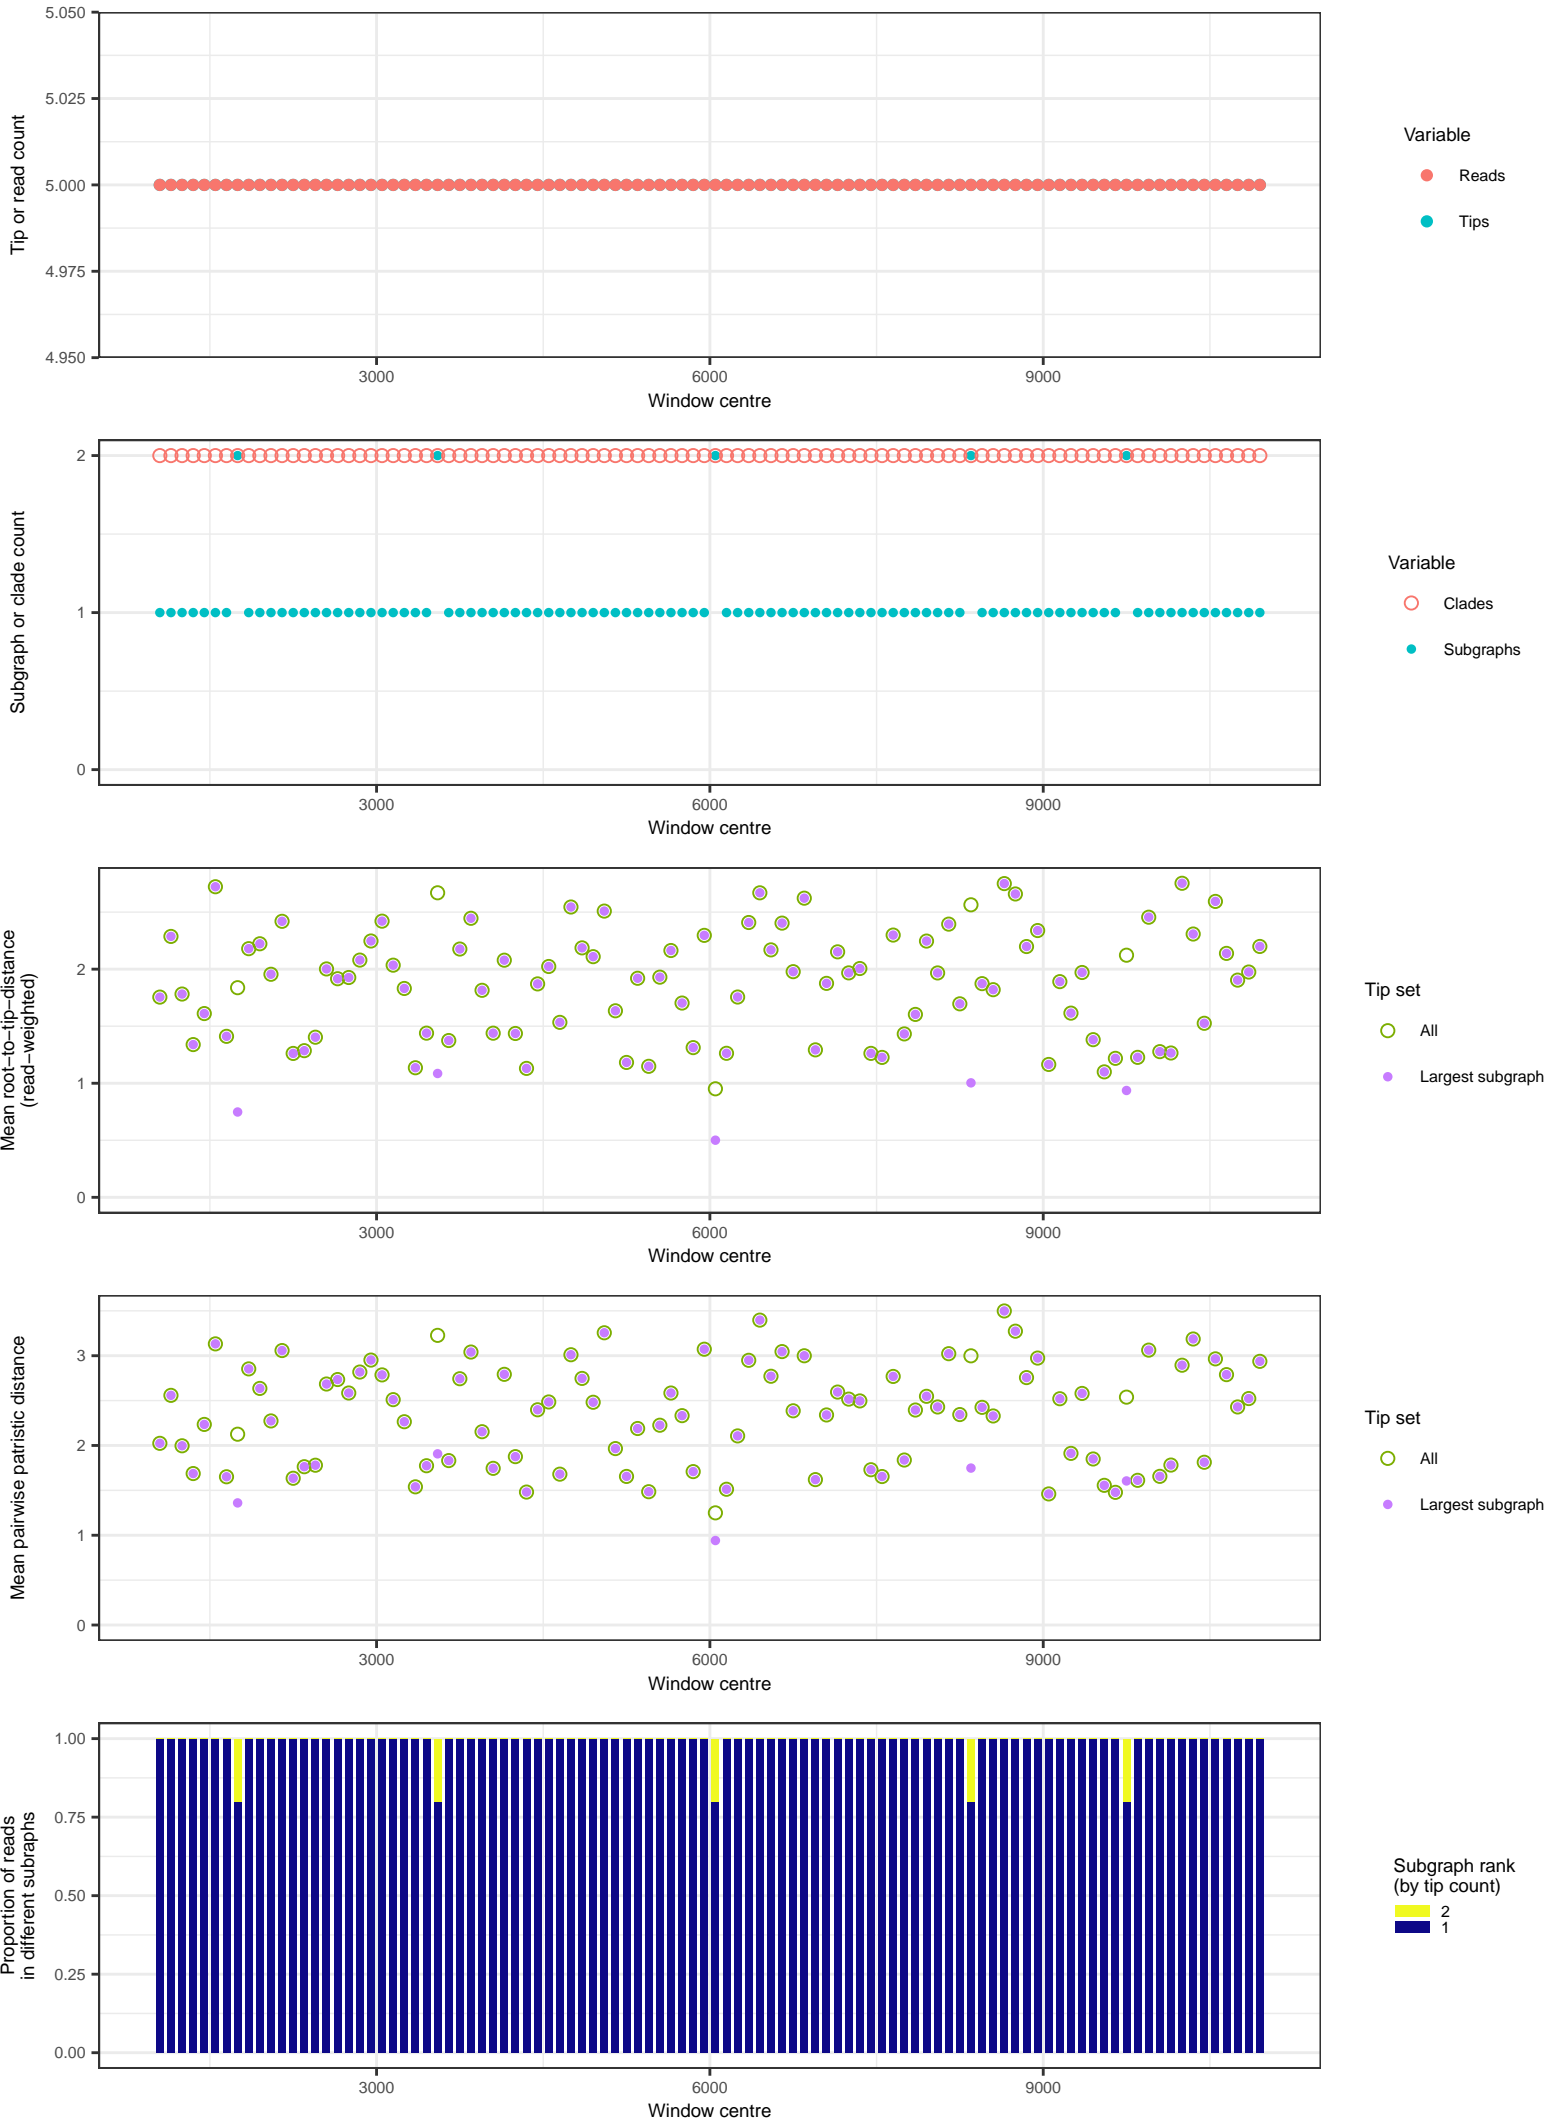 5.050
5.025
5.000
4.975
4.950
Tip or read count
3000
6000
9000
Window centre
Variable
Reads
Tips
2
1
0
Subgraph or clade count
3000
6000
9000
Window centre
Variable
Clades
Subgraphs
2
1
0
Mean root−to−tip−distance
(read−weighted)
3000
6000
9000
Window centre
Tip set
All
Largest subgraph
3
2
1
0
Mean pairwise patristic distance
3000
6000
9000
Window centre
Tip set
All
Largest subgraph
1.00
0.75
0.50
0.25
0.00
Proportion of reads
in different subraphs
3000
6000
9000
Window centre
Subgraph rank
(by tip count)
2
1